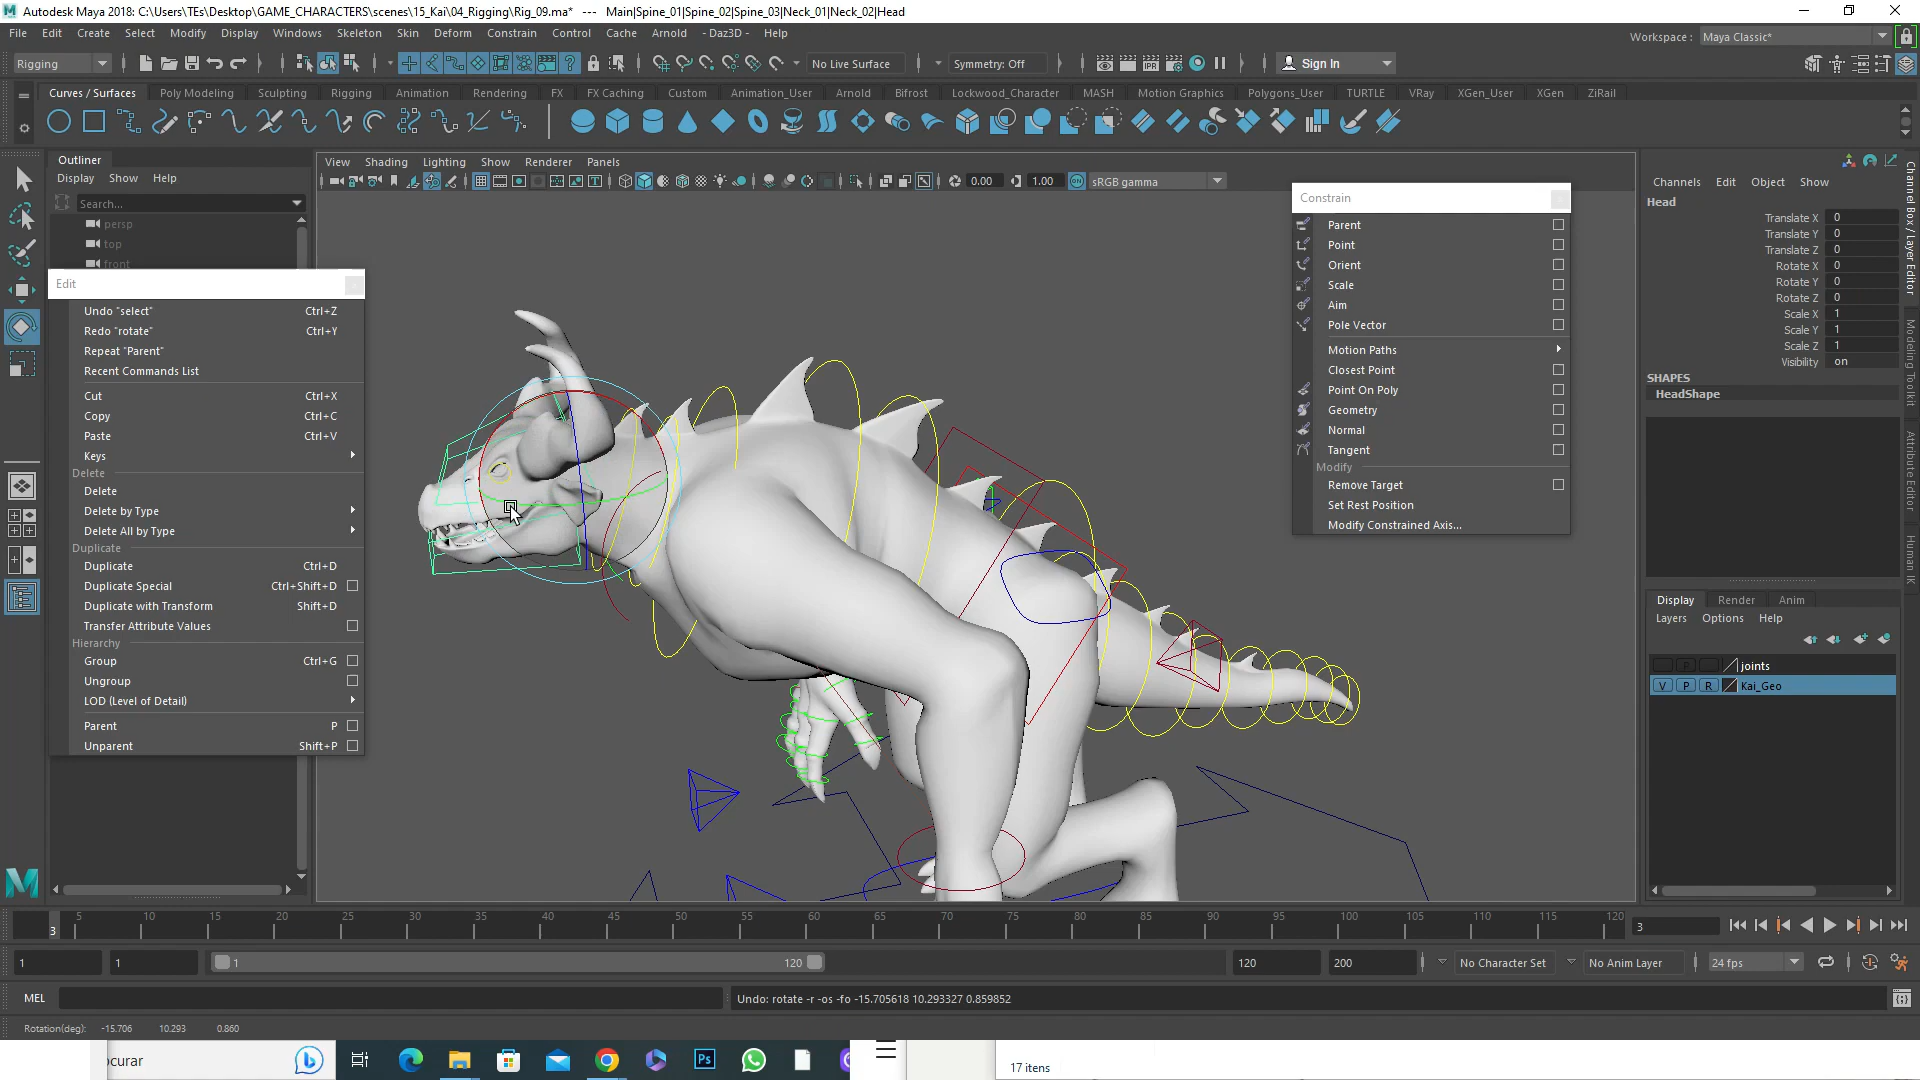 Autodesk Maya 2018: C:\Users\TEs\Desktop\GAME_CHARACTERS\scenes\15_Kai\04_Rigging\Rig_09.ma* --- Main|Spine_01|Spine_02|Spine_03|Neck_01|Neck_02|Head
File Edit Create Select Modify Display Windows Skeleton Skin Deform Constrain Control Cache Arnold - Daz3D - Help
Workspace : Maya Classic*
Rigging No Live Surface Symmetry: Off Sign In
Curves / Surfaces Poly Modeling Sculpting Rigging Animation Rendering FX FX Caching Custom Animation_User Arnold Bifrost Lockwood_Character MASH Motion Graphics Polygons_User TURTLE VRay XGen_User XGen ZiRail
Outliner
Display Show Help
Search...
persp
top
front
View Shading Lighting Show Renderer Panels
0.00 1.00 sRGB gamma
Edit
Undo "select" Ctrl+Z
Redo "rotate" Ctrl+Y
Repeat "Parent"
Recent Commands List
Cut Ctrl+X
Copy Ctrl+C
Paste Ctrl+V
Keys
Delete
Delete
Delete by Type
Delete All by Type
Duplicate
Duplicate Ctrl+D
Duplicate Special Ctrl+Shift+D
Duplicate with Transform Shift+D
Transfer Attribute Values
Hierarchy
Group Ctrl+G
Ungroup
LOD (Level of Detail)
Parent P
Unparent Shift+P
Constrain
Parent
Point
Orient
Scale
Aim
Pole Vector
Motion Paths
Closest Point
Point On Poly
Geometry
Normal
Tangent
Modify
Remove Target
Set Rest Position
Modify Constrained Axis...
Channels Edit Object Show
Head
Translate X 0
Translate Y 0
Translate Z 0
Rotate X 0
Rotate Y 0
Rotate Z 0
Scale X 1
Scale Y 1
Scale Z 1
Visibility on
SHAPES
HeadShape
Display Render Anim
Layers Options Help
P joints
V P R Kai_Geo
Channel Box / Layer Editor
Modeling Toolkit
Attribute Editor
Human IK
5 10 15 20 25 30 35 40 45 50 55 60 65 70 75 80 85 90 95 100 105 110 115 120
3
3
1 1 1 120 120 200 No Character Set No Anim Layer 24 fps
MEL Undo: rotate -r -os -fo -15.705618 10.293327 0.859852
Rotation(deg): -15.706 10.293 0.860
ocurar
Ps
17 itens